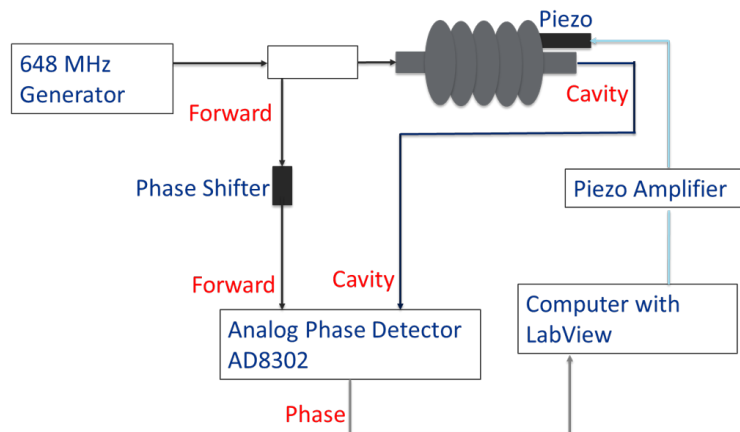 Piezo
648 MHz
Generator
Forward
Cavity
Phase Shifter
Piezo Amplifier
Forward
Cavity
Computer with
LabView
Analog Phase Detector
AD8302
Phase